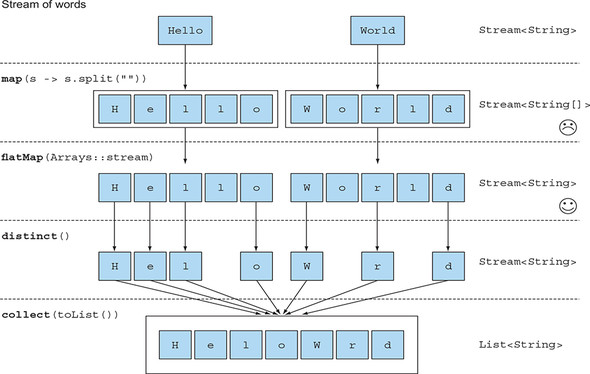 Stream of words
Hello World Stream<String>
map(s -> s.split(""))
H e l l o W o r l d Stream<String[]>
flatMap(Arrays::stream)
H e l l o W o r l d Stream<String>
distinct()
H e l o W r d Stream<String>
collect(toList())
H e l o W r d List<String>